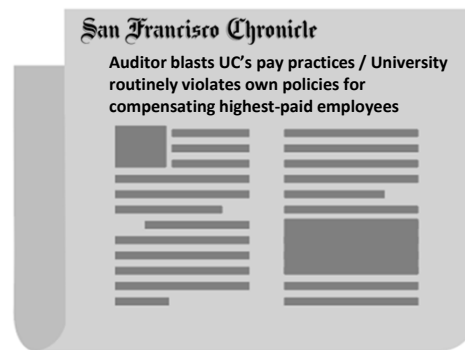 San Francisco Chronicle
Auditor blasts UC's pay practices / University
routinely violates own policies for
compensating highest-paid employees